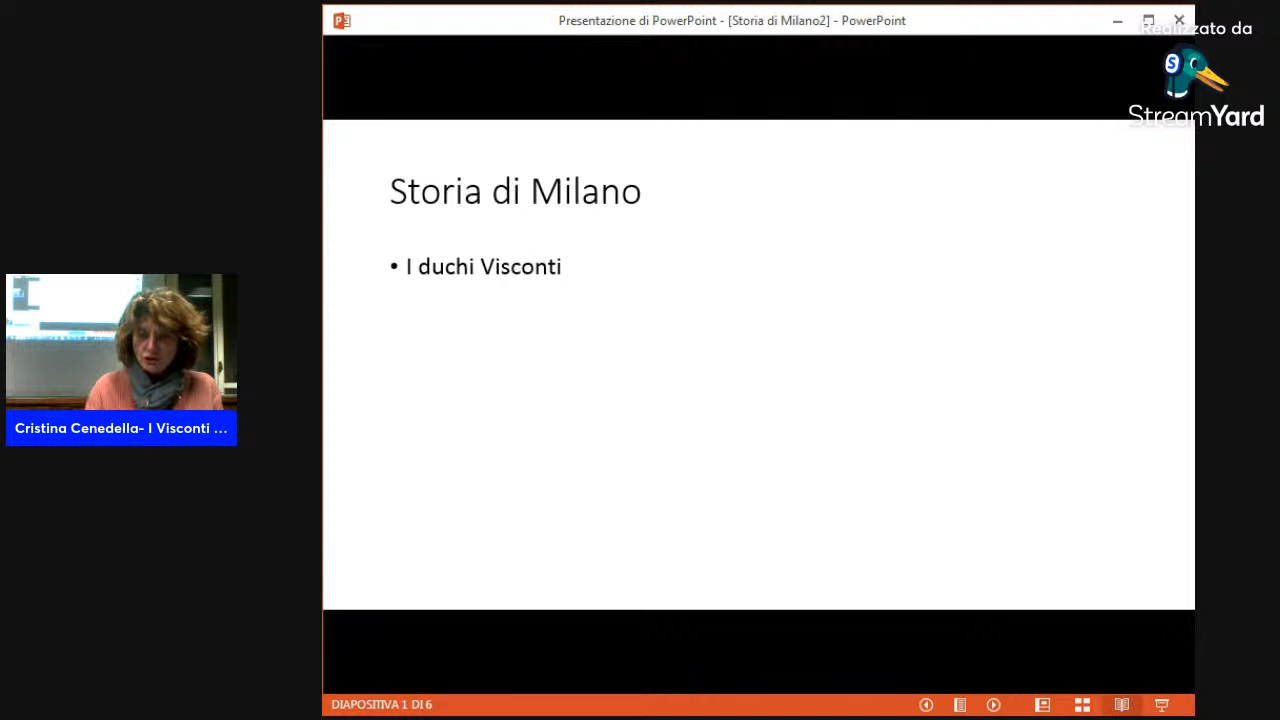 Presentazione di PowerPoint - [Storia di Milano2] - PowerPoint
Realizzato da
S
StreamYard
Storia di Milano
• I duchi Visconti
Cristina Cenedella- I Visconti ...
DIAPOSITIVA 1 DI 6